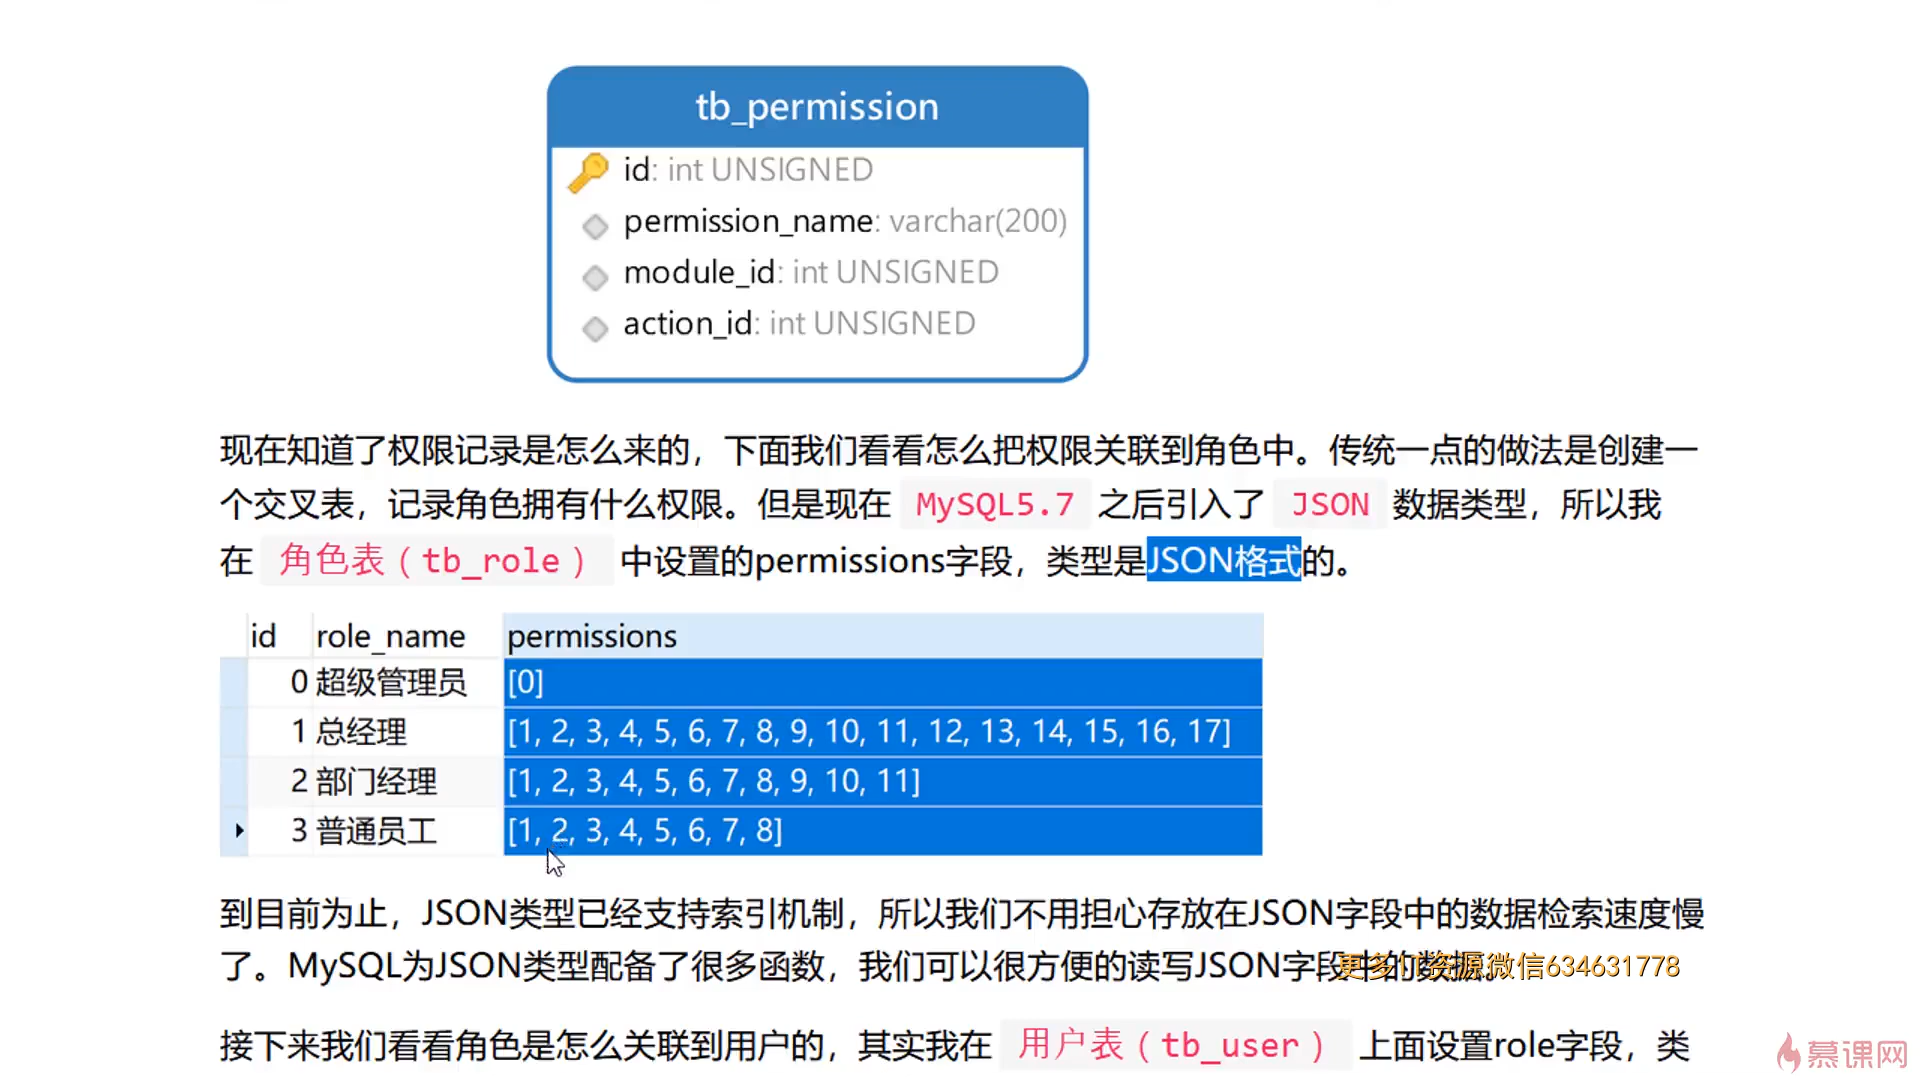 tb_permission
id: int UNSIGNED
permission_name: varchar(200)
module_id: int UNSIGNED
action_id: int UNSIGNED
现在知道了权限记录是怎么来的，下面我们看看怎么把权限关联到角色中。传统一点的做法是创建一
个交叉表，记录角色拥有什么权限。但是现在 MySQL5.7 之后引入了 JSON 数据类型，所以我
在 角色表（tb_role） 中设置的permissions字段，类型是JSON格式的。
id role_name permissions
0 超级管理员 [0]
1 总经理 [1, 2, 3, 4, 5, 6, 7, 8, 9, 10, 11, 12, 13, 14, 15, 16, 17]
2 部门经理 [1, 2, 3, 4, 5, 6, 7, 8, 9, 10, 11]
3 普通员工 [1, 2, 3, 4, 5, 6, 7, 8]
到目前为止，JSON类型已经支持索引机制，所以我们不用担心存放在JSON字段中的数据检索速度慢
了。MySQL为JSON类型配备了很多函数，我们可以很方便的读写JSON字段中的数据。
更多IT资源微信634631778
接下来我们看看角色是怎么关联到用户的，其实我在 用户表（tb_user） 上面设置role字段，类
慕课网